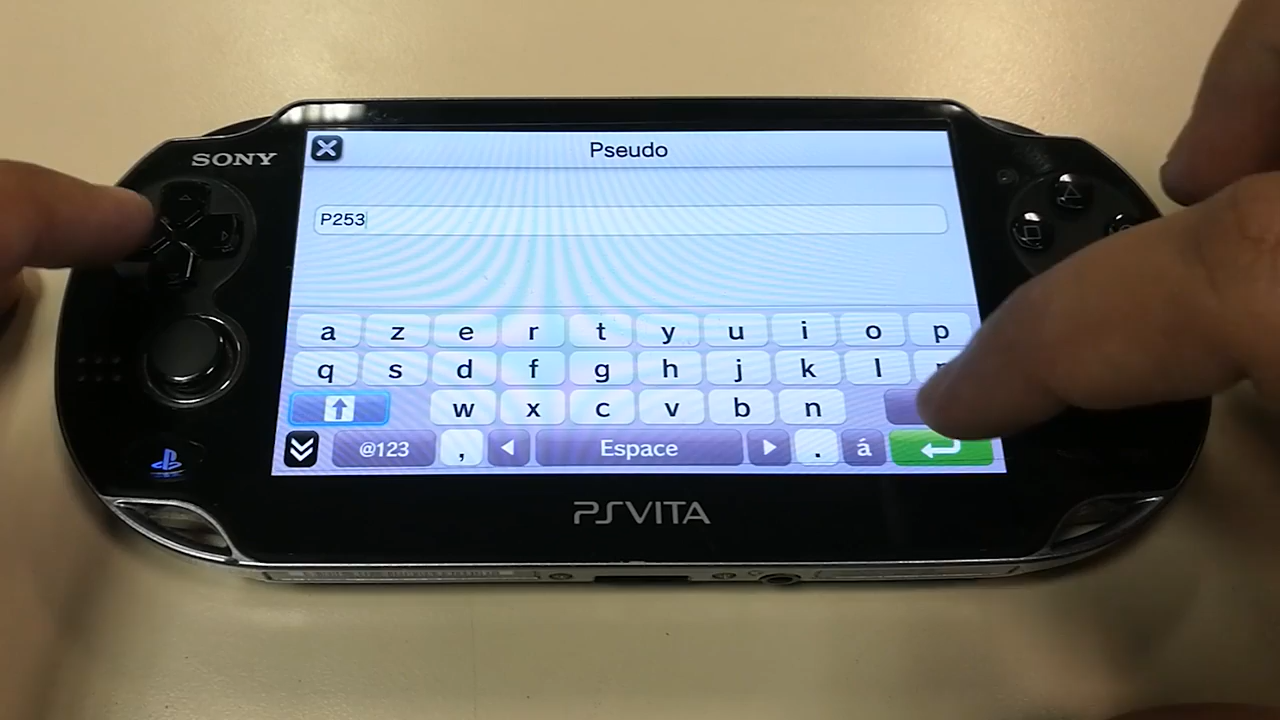 SONY
Pseudo
P253
a z e r t y u i o p
q s d f g h j k l
w x c v b n
@123 , Espace . á
PSVITA